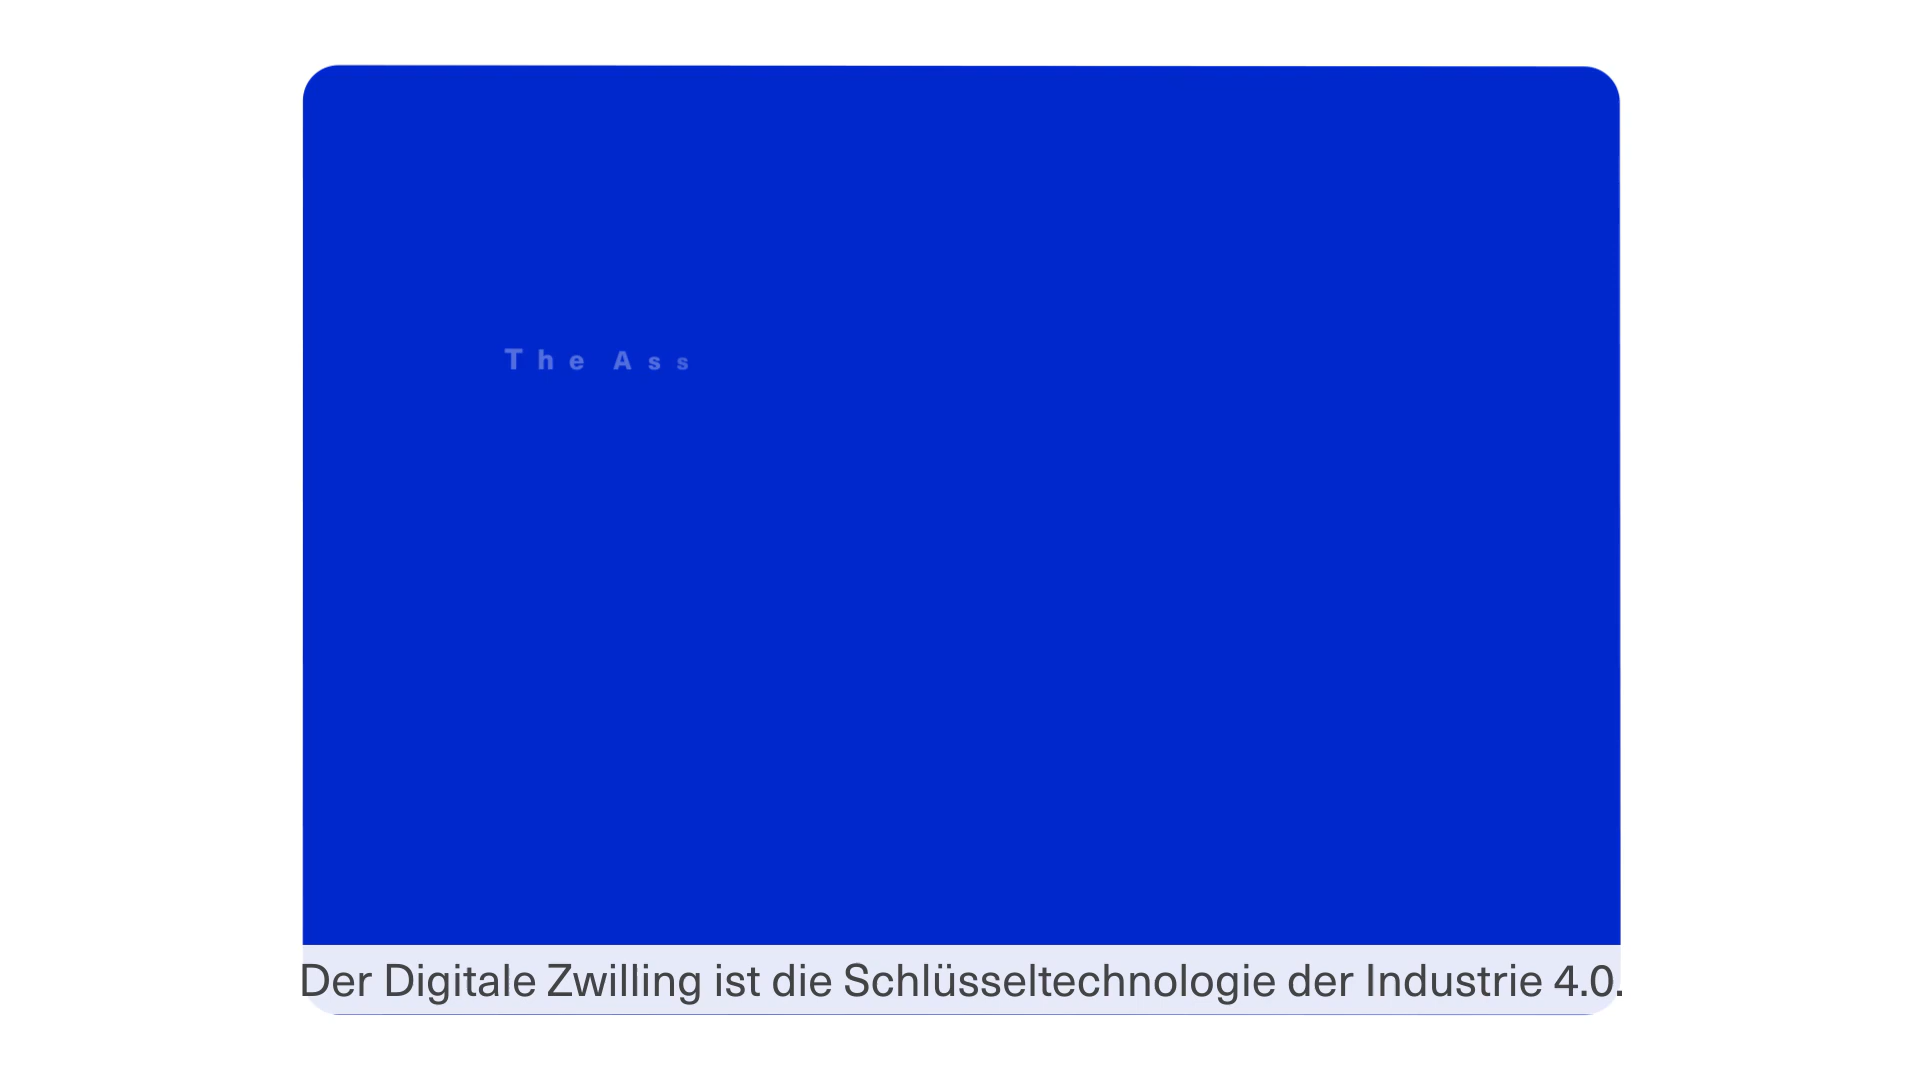 The Ass
Der Digitale Zwilling ist die Schlüsseltechnologie der Industrie 4.0.